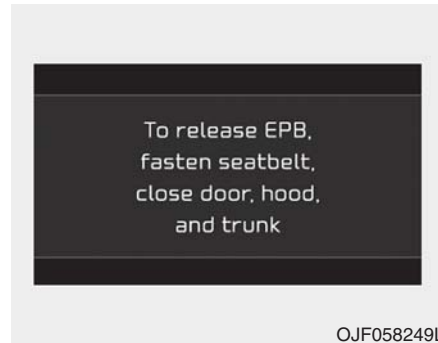 To release EPB,
fasten seatbelt,
close door, hood,
and trunk
OJF058249L